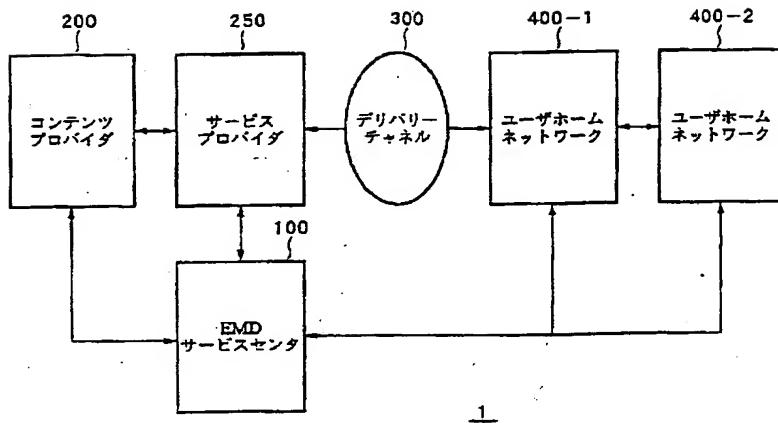 200
250
300
400-1
400-2
コンテンツ
プロバイダ
サービス
プロバイダ
デリバリー
チャネル
ユーザホーム
ネットワーク
ユーザホーム
ネットワーク
100
EMD
サービスセンタ
1